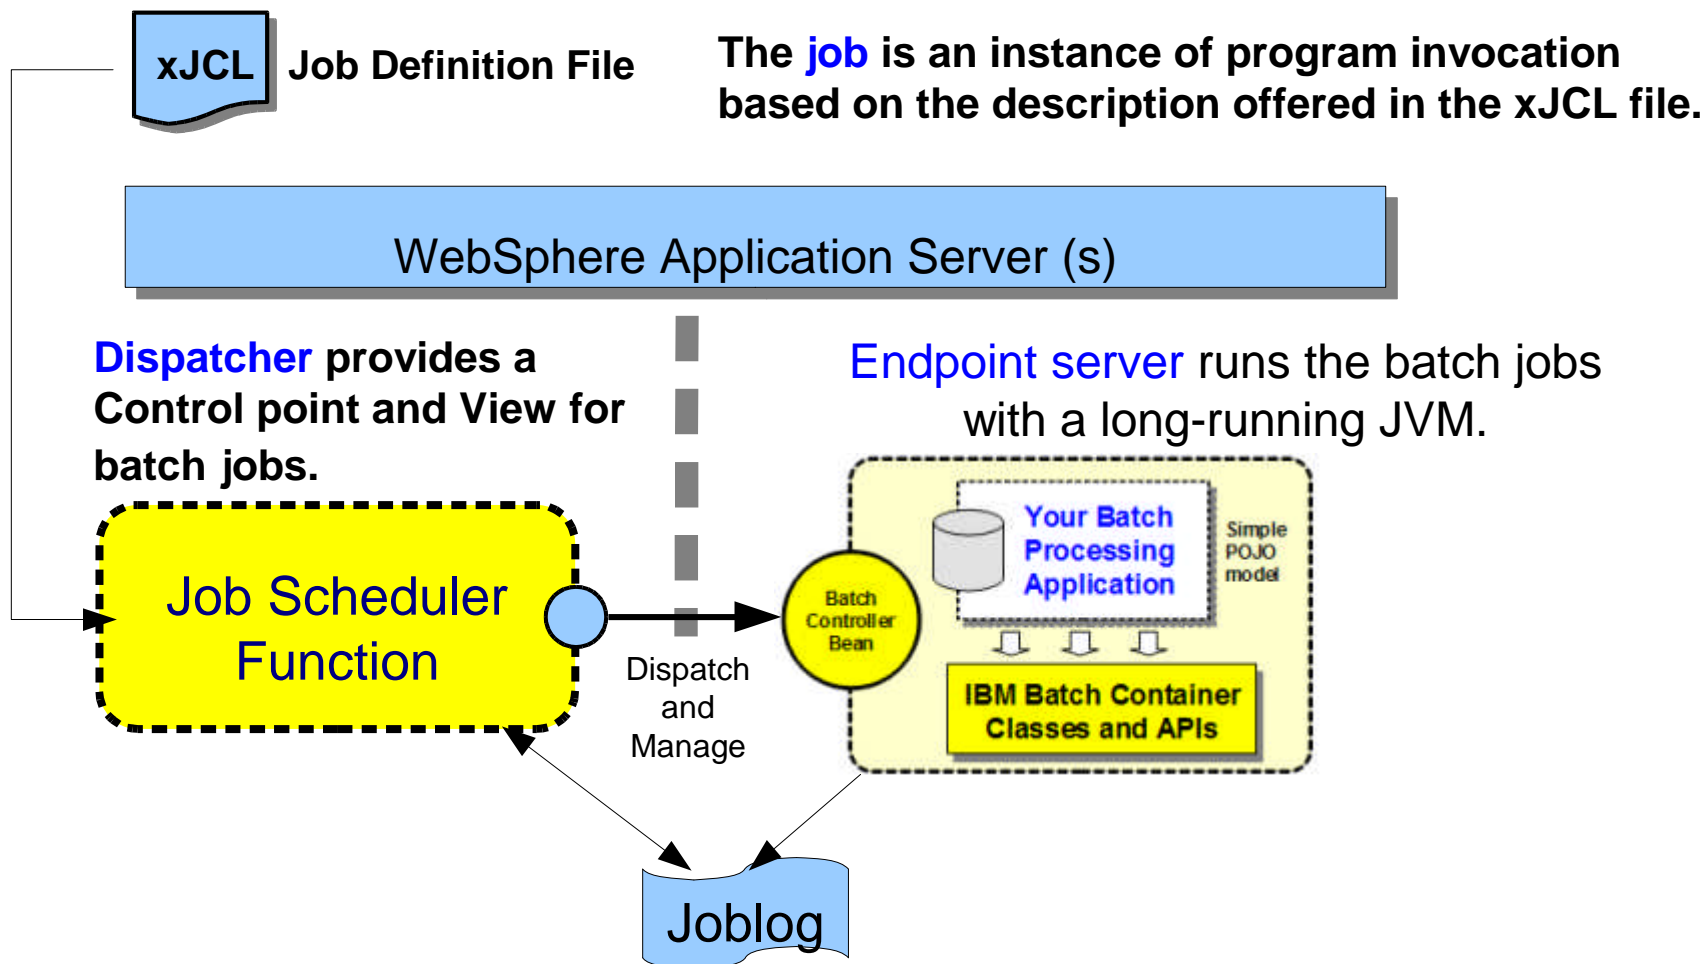 xJCL
Job Definition File
The job is an instance of program invocation
based on the description offered in the xJCL file.
WebSphere Application Server (s)
Dispatcher provides a
Control point and View for
batch jobs.
Endpoint server runs the batch jobs
with a long-running JVM.
Job Scheduler
Function
Dispatch
and
Manage
Batch
Controller
Bean
Your Batch
Processing
Application
Simple
POJO
model
IBM Batch Container
Classes and APIs
Joblog